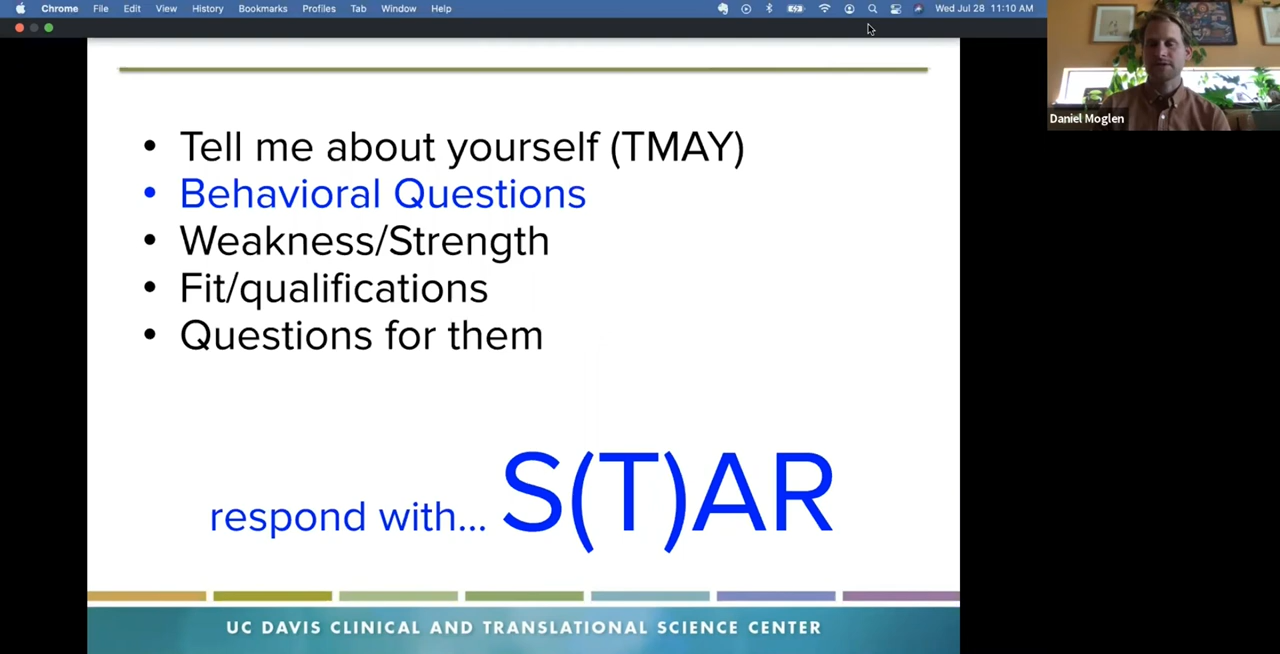 Chrome File Edit View History Bookmarks Profiles Tab Window Help Wed Jul 28 11:10 AM
Daniel Moglen
• Tell me about yourself (TMAY)
• Behavioral Questions
• Weakness/Strength
• Fit/qualifications
• Questions for them
respond with... S(T)AR
UC DAVIS CLINICAL AND TRANSLATIONAL SCIENCE CENTER